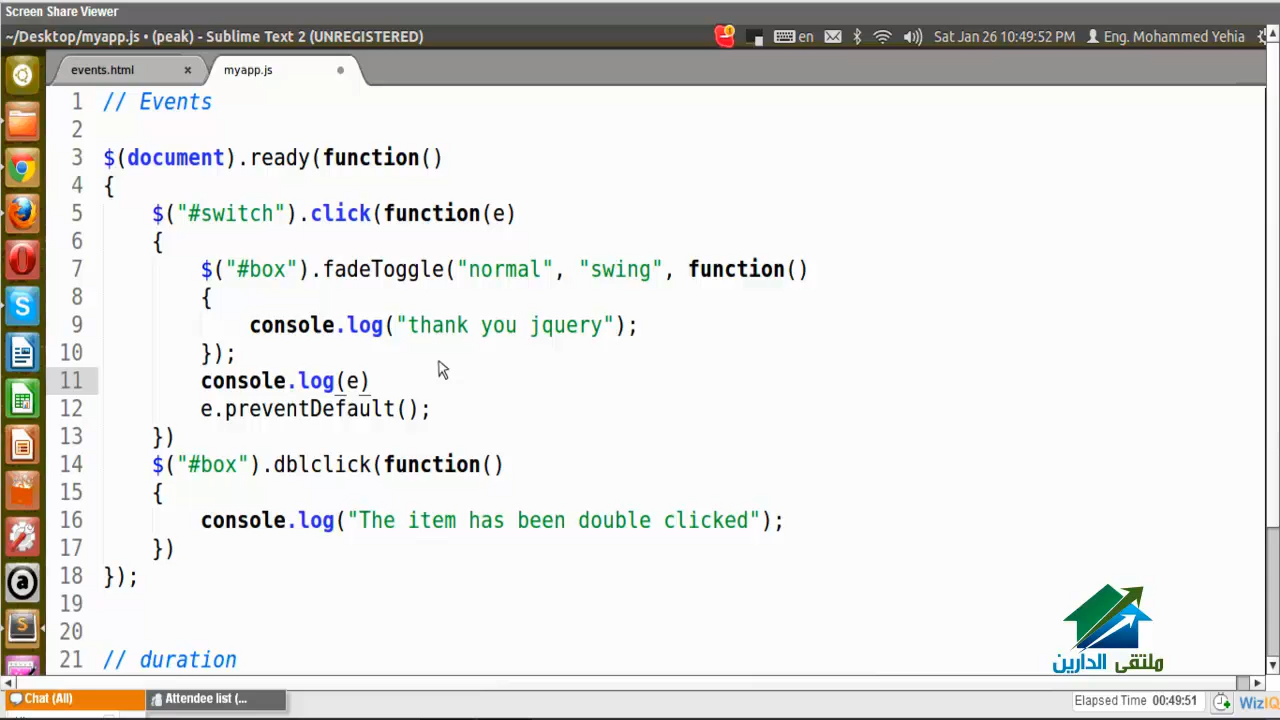 Screen Share Viewer
~/Desktop/myapp.js • (peak) - Sublime Text 2 (UNREGISTERED)
en
Sat Jan 26 10:49:52 PM
Eng. Mohammed Yehia
events.html ×
myapp.js
1 // Events
2
3 $(document).ready(function()
4 {
5 $("#switch").click(function(e)
6 {
7 $("#box").fadeToggle("normal", "swing", function()
8 {
9 console.log("thank you jquery");
10 });
11 console.log(e)
12 e.preventDefault();
13 })
14 $("#box").dblclick(function()
15 {
16 console.log("The item has been double clicked");
17 })
18 });
19
20
21 // duration
ملتقى الدارين
Chat (All)
Attendee list (...
Elapsed Time 00:49:51
WizIQ